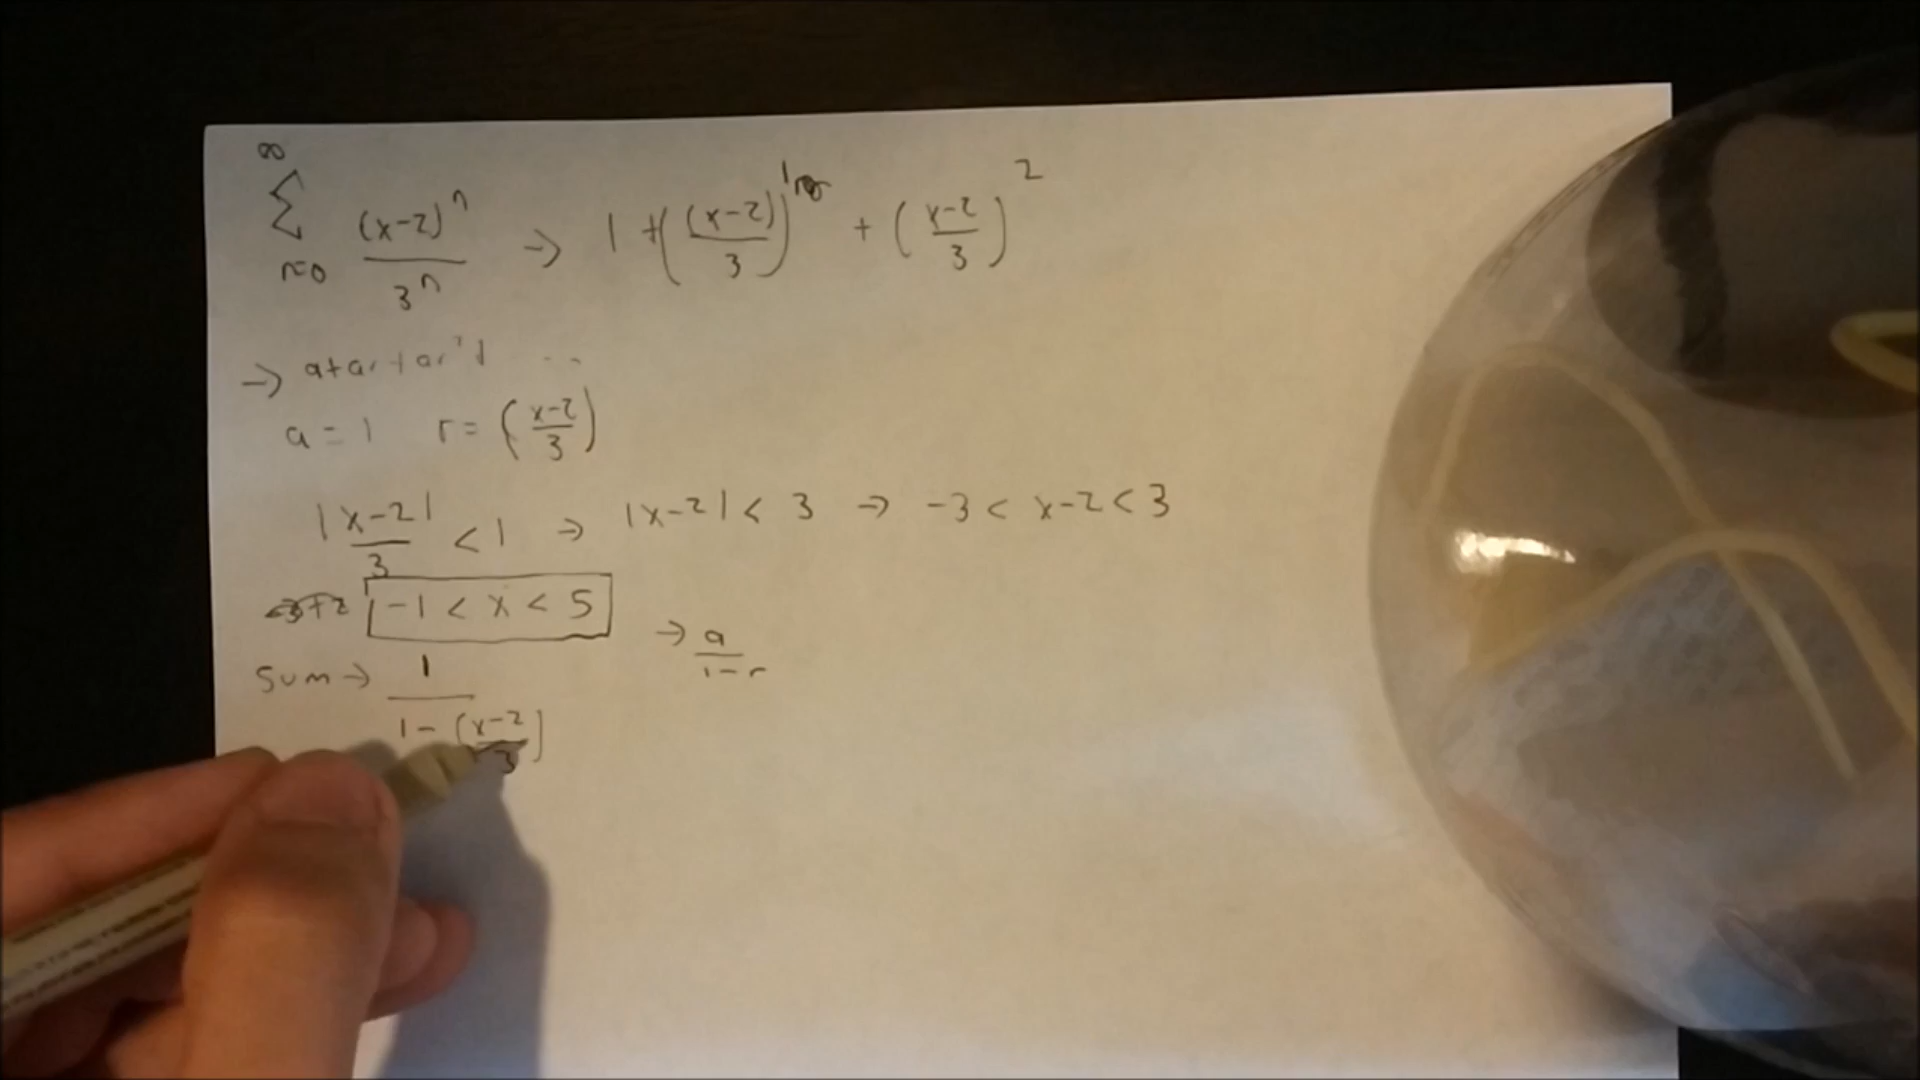 ∞
Σ (x-2)^n / 3^n → 1 + ((x-2)/3)^1 + ((x-2)/3)^2
n=0
→ a+ar+ar^2+ ...
a = 1 r = ((x-2)/3)
|x-2|/3 < 1 → |x-2| < 3 → -3 < x-2 < 3
-1 < x < 5
sum → 1 / (1 - ((x-2)/3)) → a/(1-r)